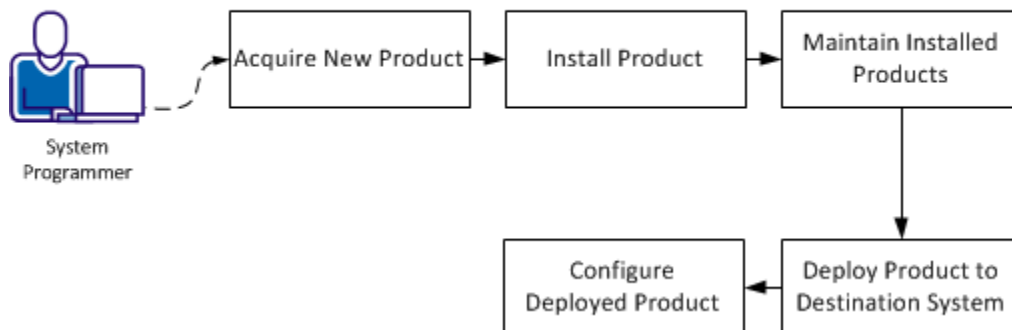 System
Programmer
Acquire New Product
Install Product
Maintain Installed
Products
Deploy Product to
Destination System
Configure
Deployed Product